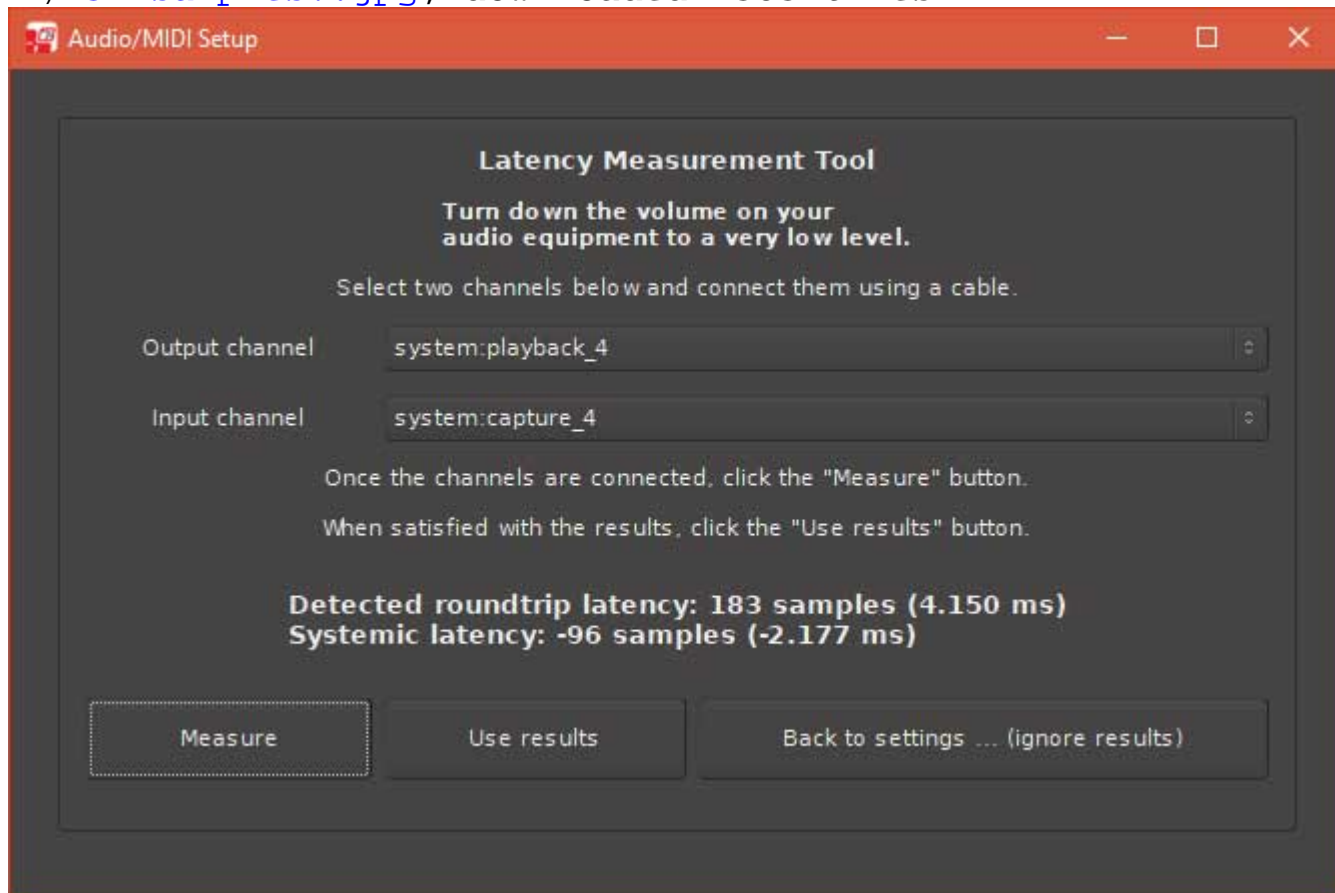 Audio/MIDI Setup
Latency Measurement Tool
Turn down the volume on your
audio equipment to a very low level.
Select two channels below and connect them using a cable.
Output channel system:playback_4
Input channel system:capture_4
Once the channels are connected, click the "Measure" button.
When satisfied with the results, click the "Use results" button.
Detected roundtrip latency: 183 samples (4.150 ms)
Systemic latency: -96 samples (-2.177 ms)
Measure Use results Back to settings ... (ignore results)